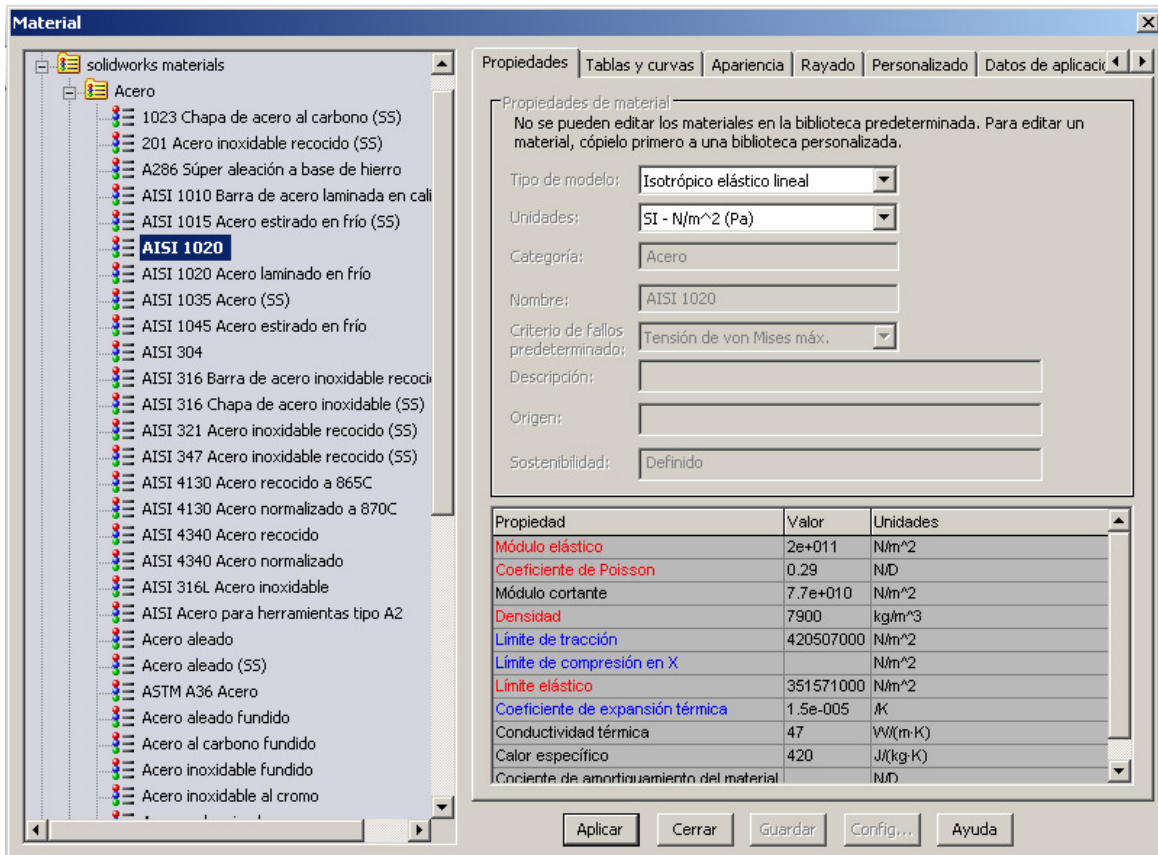 Material
solidworks materials
Acero
1023 Chapa de acero al carbono (SS)
201 Acero inoxidable recocido (SS)
A286 Súper aleación a base de hierro
AISI 1010 Barra de acero laminada en cali
AISI 1015 Acero estirado en frío (SS)
AISI 1020
AISI 1020 Acero laminado en frío
AISI 1035 Acero (SS)
AISI 1045 Acero estirado en frío
AISI 304
AISI 316 Barra de acero inoxidable recoci
AISI 316 Chapa de acero inoxidable (SS)
AISI 321 Acero inoxidable recocido (SS)
AISI 347 Acero inoxidable recocido (SS)
AISI 4130 Acero recocido a 865C
AISI 4130 Acero normalizado a 870C
AISI 4340 Acero recocido
AISI 4340 Acero normalizado
AISI 316L Acero inoxidable
AISI Acero para herramientas tipo A2
Acero aleado
Acero aleado (SS)
ASTM A36 Acero
Acero aleado fundido
Acero al carbono fundido
Acero inoxidable fundido
Acero inoxidable al cromo
Propiedades Tablas y curvas Apariencia Rayado Personalizado Datos de aplicació
Propiedades de material
No se pueden editar los materiales en la biblioteca predeterminada. Para editar un
material, cópielo primero a una biblioteca personalizada.
Tipo de modelo: Isotrópico elástico lineal
Unidades: SI - N/m^2 (Pa)
Categoría: Acero
Nombre: AISI 1020
Criterio de fallos
predeterminado: Tensión de von Mises máx.
Descripción:
Origen:
Sostenibilidad: Definido
Propiedad Valor Unidades
Módulo elástico 2e+011 N/m^2
Coeficiente de Poisson 0.29 N/D
Módulo cortante 7.7e+010 N/m^2
Densidad 7900 kg/m^3
Límite de tracción 420507000 N/m^2
Límite de compresión en X N/m^2
Límite elástico 351571000 N/m^2
Coeficiente de expansión térmica 1.5e-005 /K
Conductividad térmica 47 W/(m·K)
Calor específico 420 J/(kg·K)
Cociente de amortiguamiento del material N/D
Aplicar Cerrar Guardar Config... Ayuda